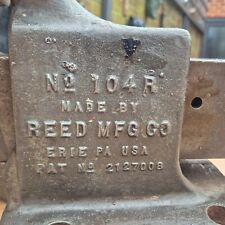 No 104R
MADE BY
REED MFG. CO
ERIE PA USA
PAT No 2127008